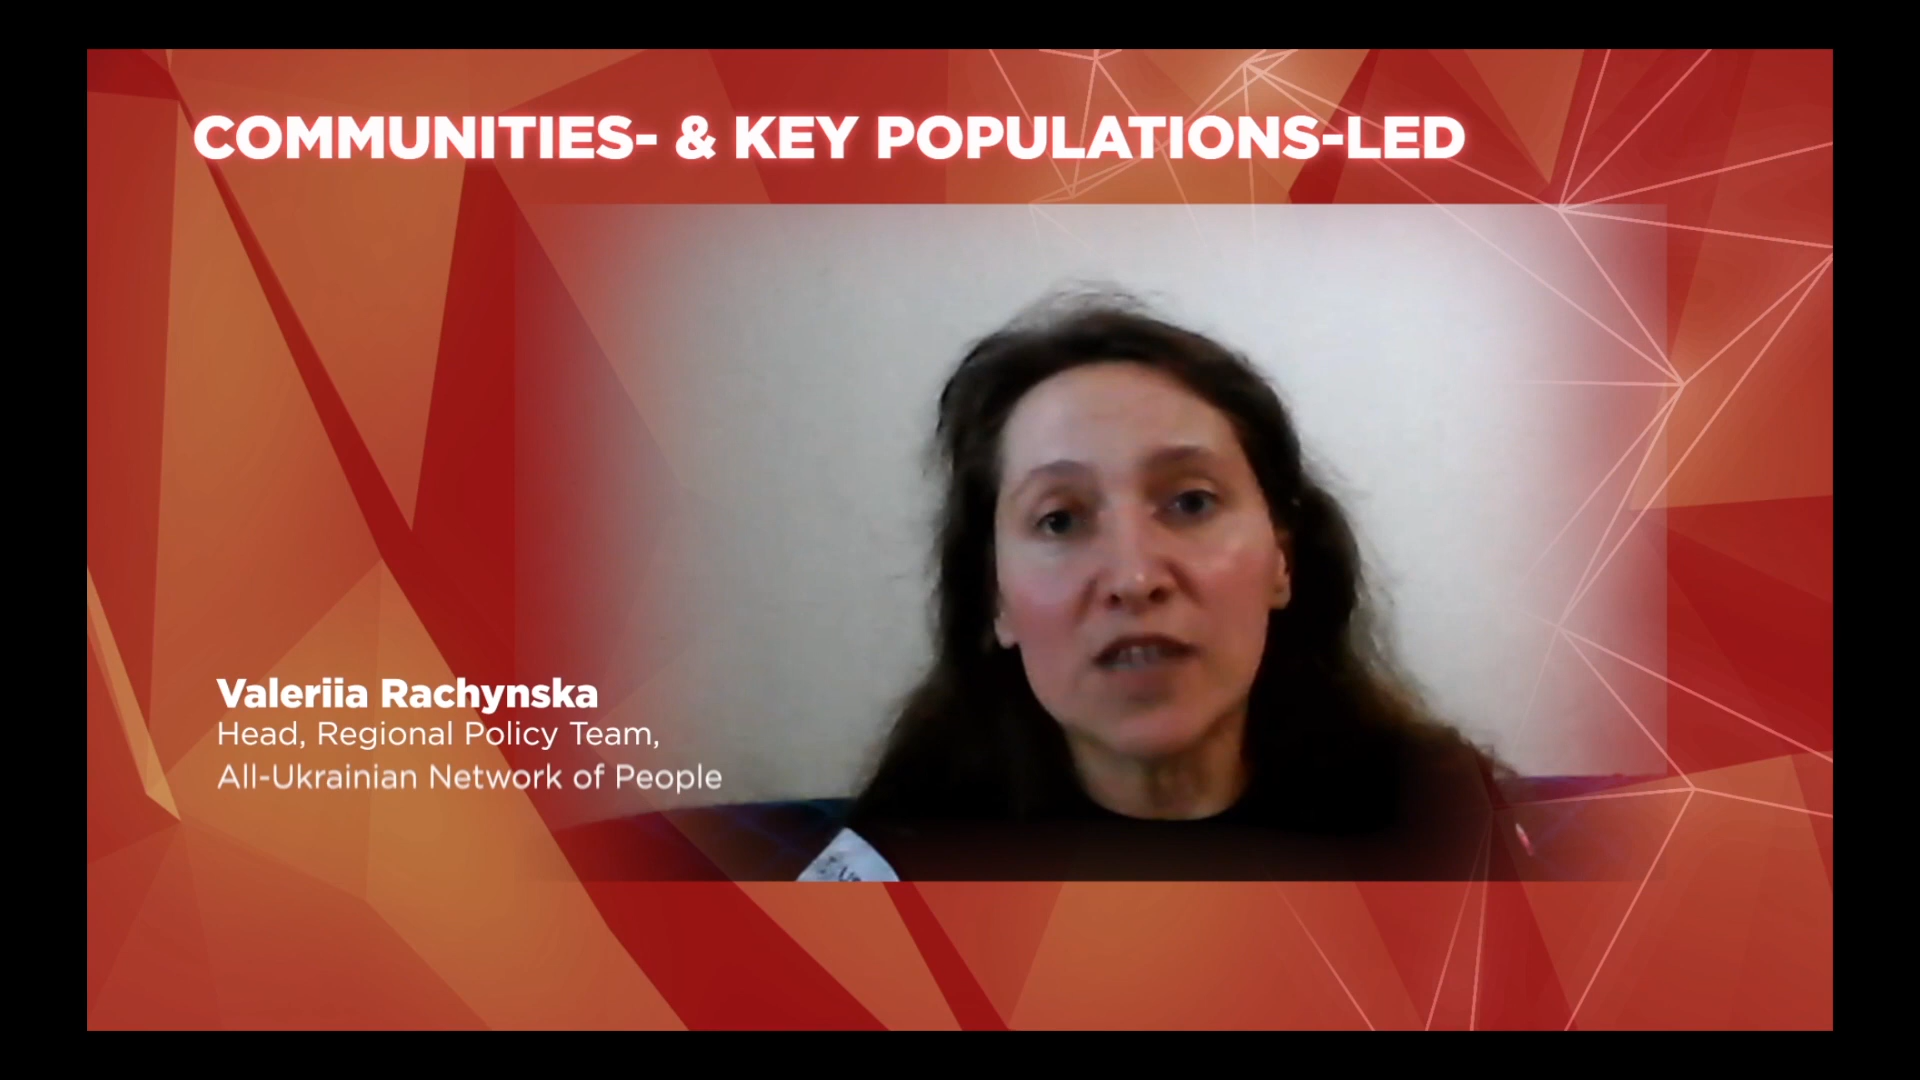 COMMUNITIES- & KEY POPULATIONS-LED
Valeriia Rachynska
Head, Regional Policy Team,
All-Ukrainian Network of People